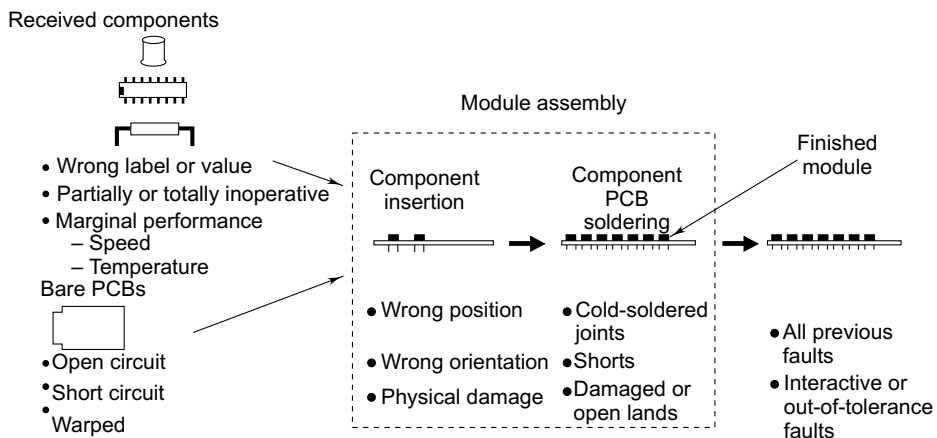 Received components
• Wrong label or value
• Partially or totally inoperative
• Marginal performance
– Speed
– Temperature
Bare PCBs
• Open circuit
• Short circuit
• Warped
Module assembly
Component
insertion
• Wrong position
• Wrong orientation
• Physical damage
Component
PCB
soldering
• Cold-soldered
joints
• Shorts
• Damaged or
open lands
Finished
module
• All previous
faults
• Interactive or
out-of-tolerance
faults